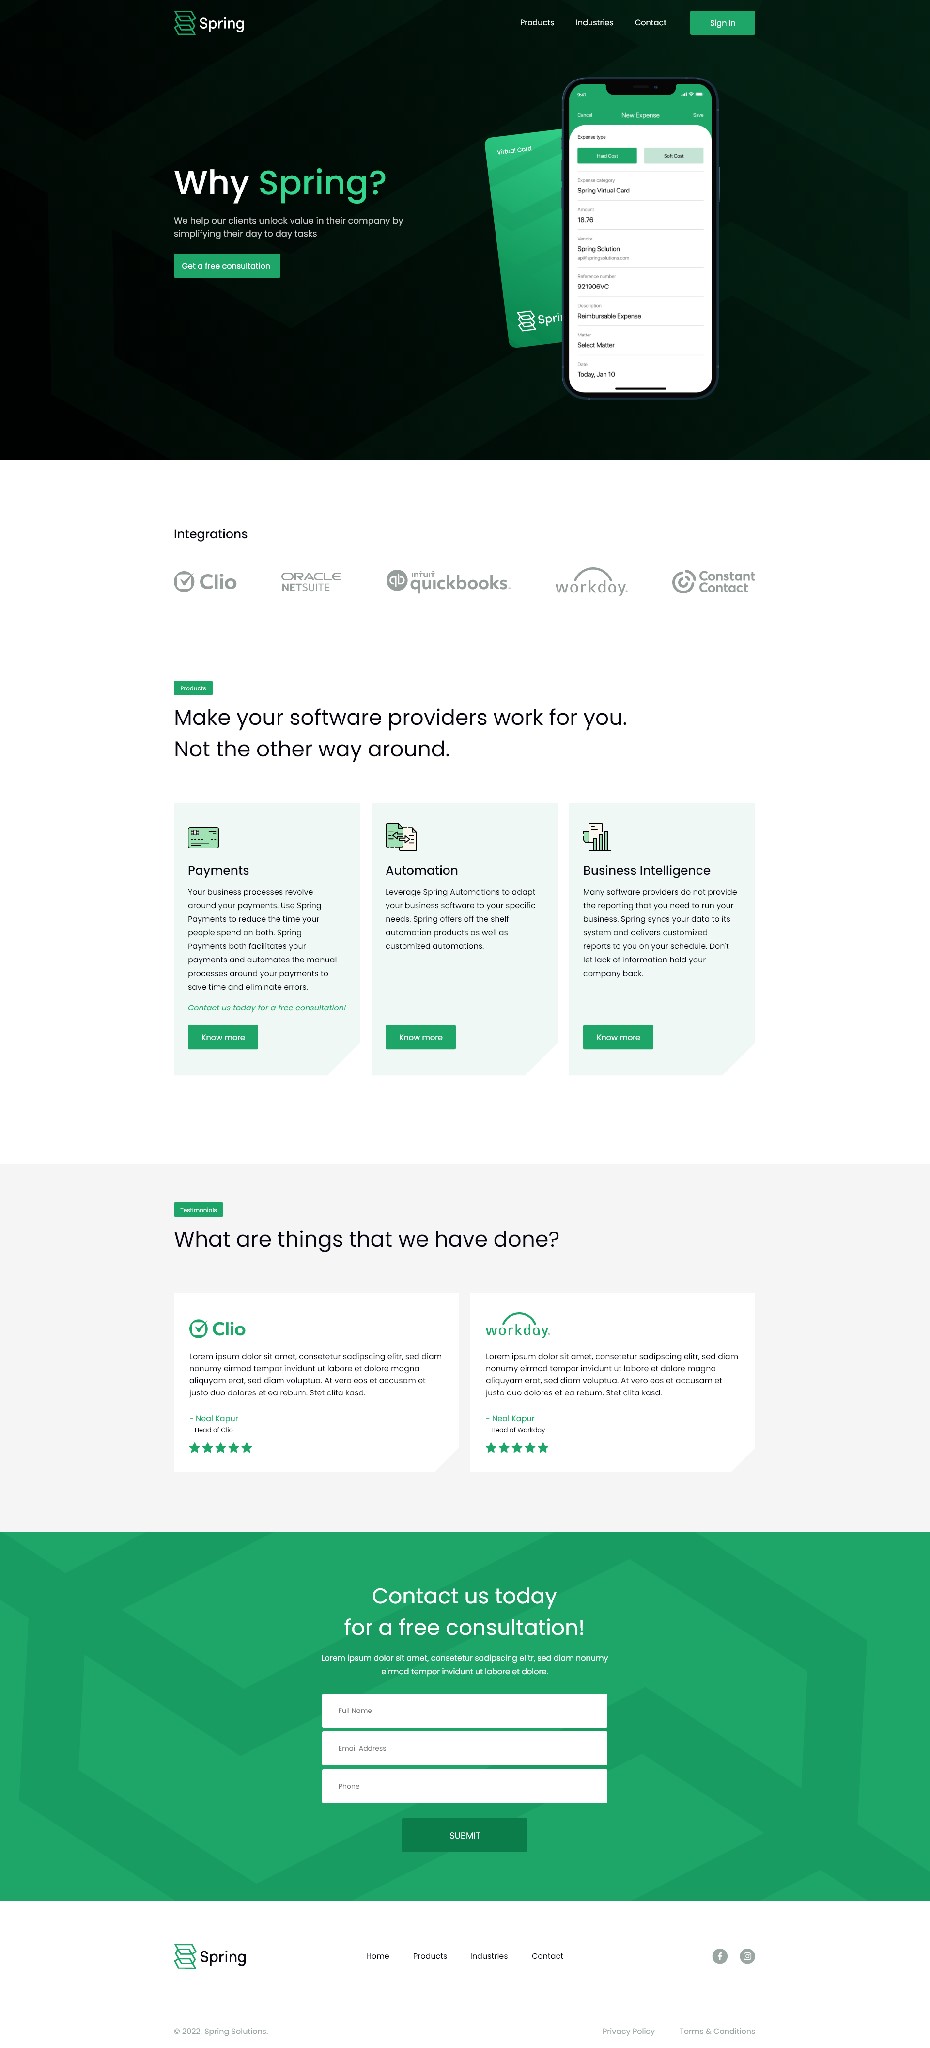 Spring
Products
Industries
Contact
Sign in
Why Spring?
We help our clients unlock value in their company by
simplifying their day to day tasks
Get a free consultation
Virtual Card
Spri
9:41
Cancel
New Expense
Save
Expense type
Hard Cost
Soft Cost
Expense category
Spring Virtual Card
Amount
18.76
Spring Solution
Reference number
921906VC
Description
Reimbursable Expense
Matter
Select Matter
Date
Today, Jan 10
Integrations
Clio
ORACLE
NETSUITE
intuit
qb quickbooks.
workday.
Constant
Contact
Products
Make your software providers work for you.
Not the other way around.
Payments
Your business processes revolve
around your payments. Use Spring
Payments to reduce the time your
people spend on both. Spring
Payments both facilitates your
payments and automates the manual
processes around your payments to
save time and eliminate errors.
Contact us today for a free consultation!
Know more
Automation
Leverage Spring Automations to adapt
your business software to your specific
needs. Spring offers off the shelf
automation products as well as
customized automations.
Know more
Business Intelligence
Many software providers do not provide
the reporting that you need to run your
business. Spring syncs your data to its
system and delivers customized
reports to you on your schedule. Don't
let lack of information hold your
company back.
Know more
Testimonials
What are things that we have done?
Clio
Lorem ipsum dolor sit amet, consetetur sadipscing elitr, sed diam
nonumy eirmod tempor invidunt ut labore et dolore magna
aliquyam erat, sed diam voluptua. At vero eos et accusam et
justo duo dolores et ea rebum. Stet clita kasd.
- Neal Kapur
Head of Clio
workday.
Lorem ipsum dolor sit amet, consetetur sadipscing elitr, sed diam
nonumy eirmod tempor invidunt ut labore et dolore magna
aliquyam erat, sed diam voluptua. At vero eos et accusam et
justo duo dolores et ea rebum. Stet clita kasd.
- Neal Kapur
Head of Workday
Contact us today
for a free consultation!
Lorem ipsum dolor sit amet, consetetur sadipscing elitr, sed diam nonumy
eirmod tempor invidunt ut labore et dolore.
Full Name
Email Address
Phone
SUBMIT
Spring
Home
Products
Industries
Contact
© 2022 Spring Solutions.
Privacy Policy
Terms & Conditions